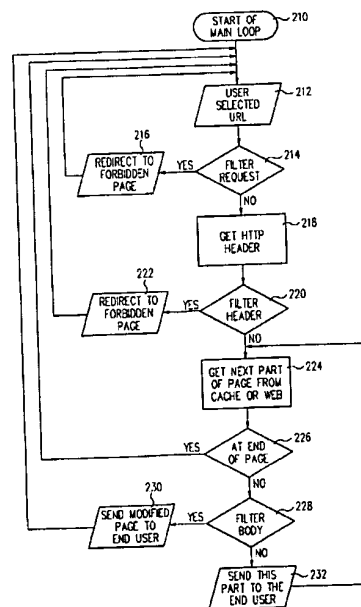 START OF
MAIN LOOP
210
USER
SELECTED
URL
212
216
REDIRECT TO
FORBIDDEN
PAGE
YES
FILTER
REQUEST
214
NO
GET HTTP
HEADER
218
222
REDIRECT TO
FORBIDDEN
PAGE
YES
FILTER
HEADER
220
NO
GET NEXT PART
OF PAGE FROM
CACHE OR WEB
224
YES
AT END
OF PAGE
226
NO
230
SEND MODIFIED
PAGE TO
END USER
YES
FILTER
BODY
228
NO
SEND THIS
PART TO THE
END USER
232